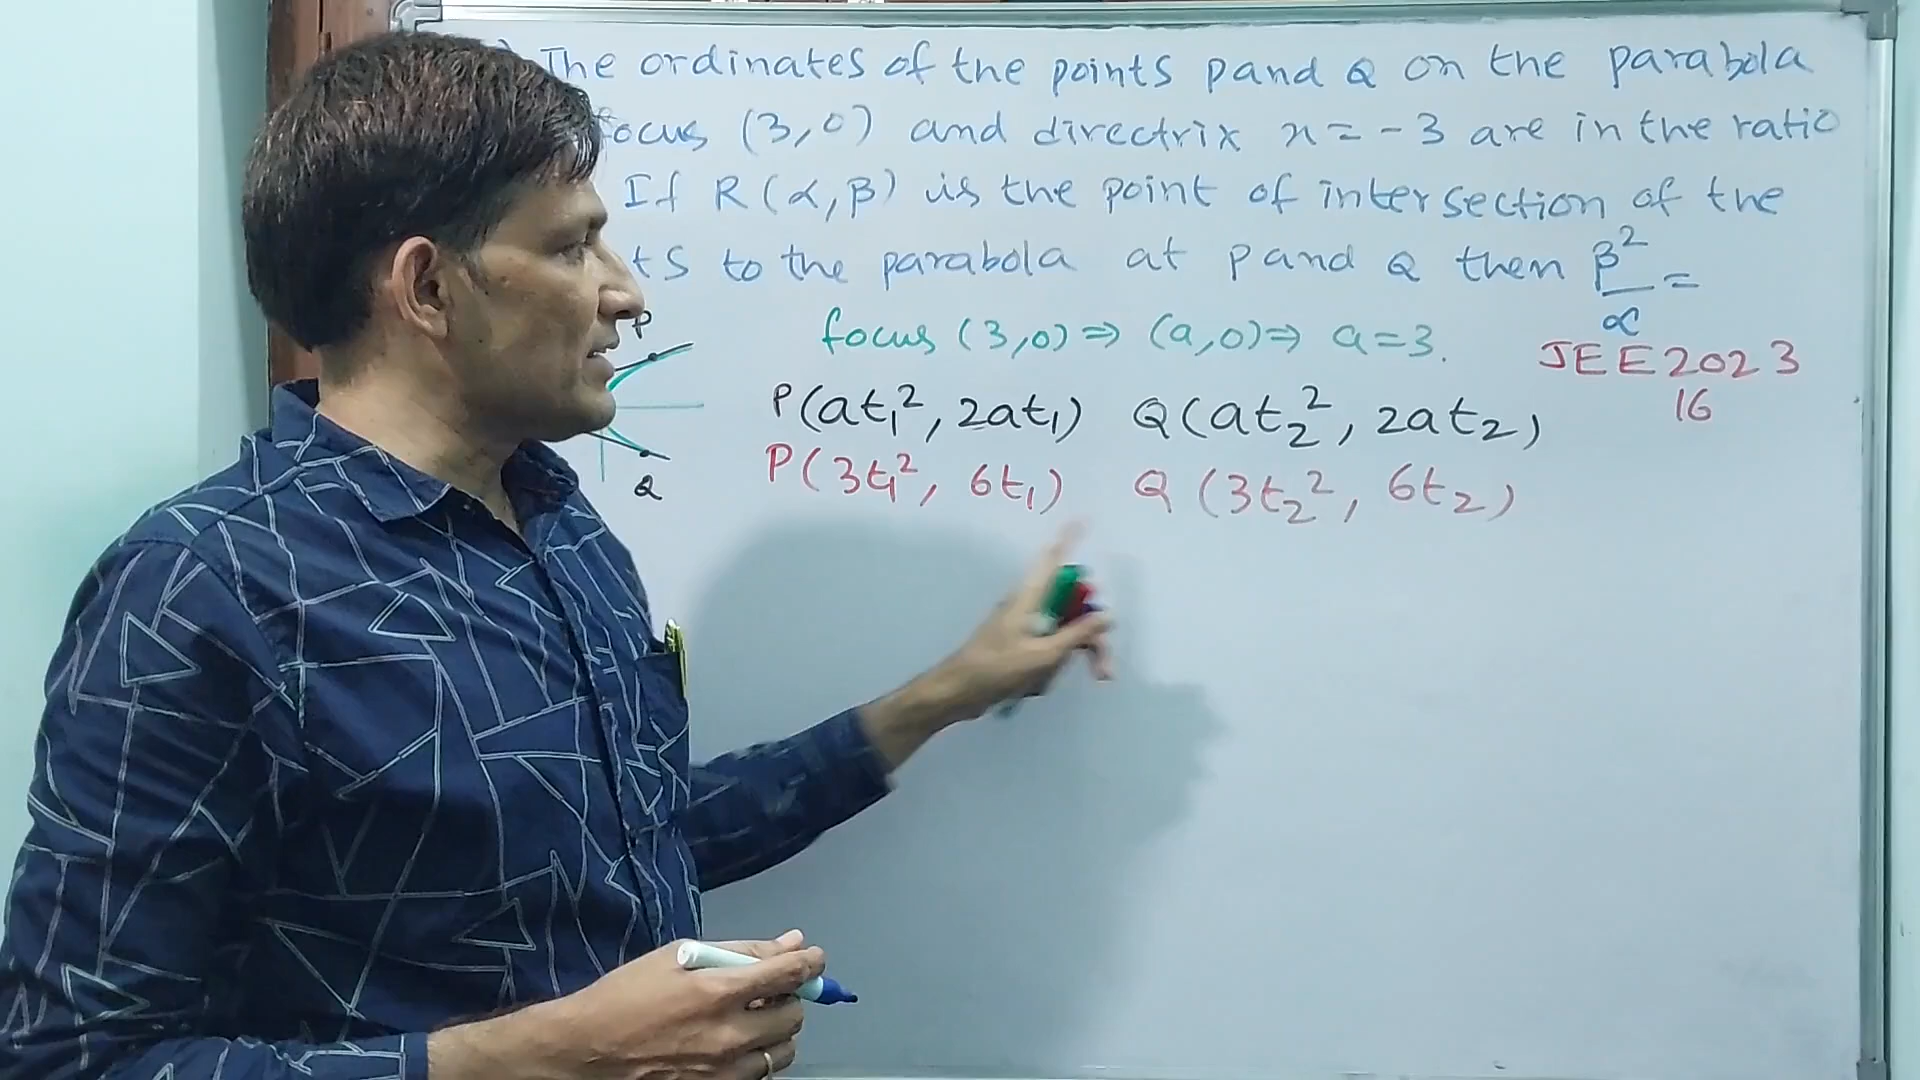 The ordinates of the points P and Q on the parabola
focus (3,0) and directrix x = -3 are in the ratio
If R(α,β) is the point of intersection of the
ts to the parabola at P and Q then β²/α =
focus (3,0) ⇒ (a,0) ⇒ a=3.
JEE 2023
16
P
P(at₁², 2at₁) Q(at₂², 2at₂)
P(3t₁², 6t₁) Q(3t₂², 6t₂)
Q